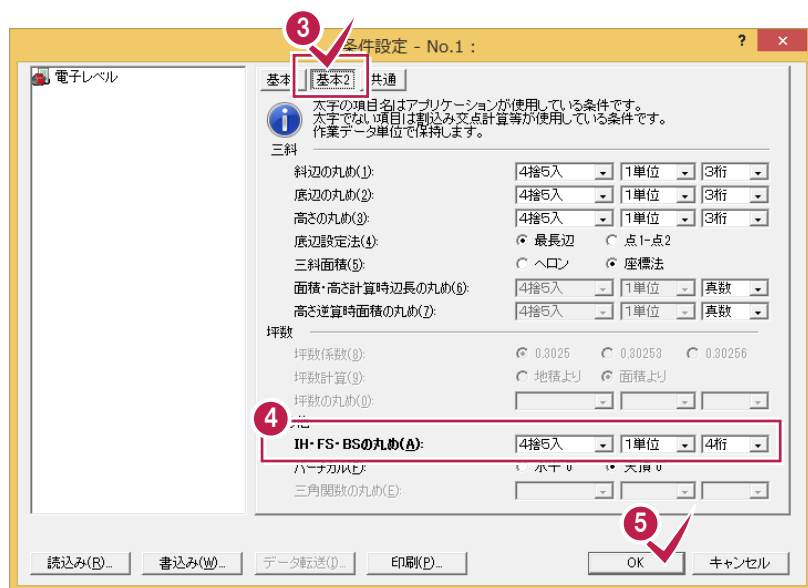 3
条件設定 - No.1 :
? ×
電子レベル
基本 基本2 共通
太字の項目名はアプリケーションが使用している条件です。
太字でない項目は割込み交点計算等が使用している条件です。
作業データ単位で保持します。
三斜
斜辺の丸め(1): 4捨5入 1単位 3桁
底辺の丸め(2): 4捨5入 1単位 3桁
高さの丸め(3): 4捨5入 1単位 3桁
底辺設定法(4): 最長辺 点1-点2
三斜面積(5): ヘロン 座標法
面積・高さ計算時辺長の丸め(6): 4捨5入 1単位 真数
高さ逆算時面積の丸め(7): 4捨5入 1単位 真数
坪数
坪数係数(8): 0.3025 0.30253 0.30256
坪数計算(9): 地積より 面積より
坪数の丸め(0):
4
IH・FS・BSの丸め(A): 4捨5入 1単位 4桁
バーチカル(F): 水平 0 天頂 0
三角関数の丸め(E):
5
読込み(R)... 書込み(W)... データ転送(I)... 印刷(P)... OK キャンセル